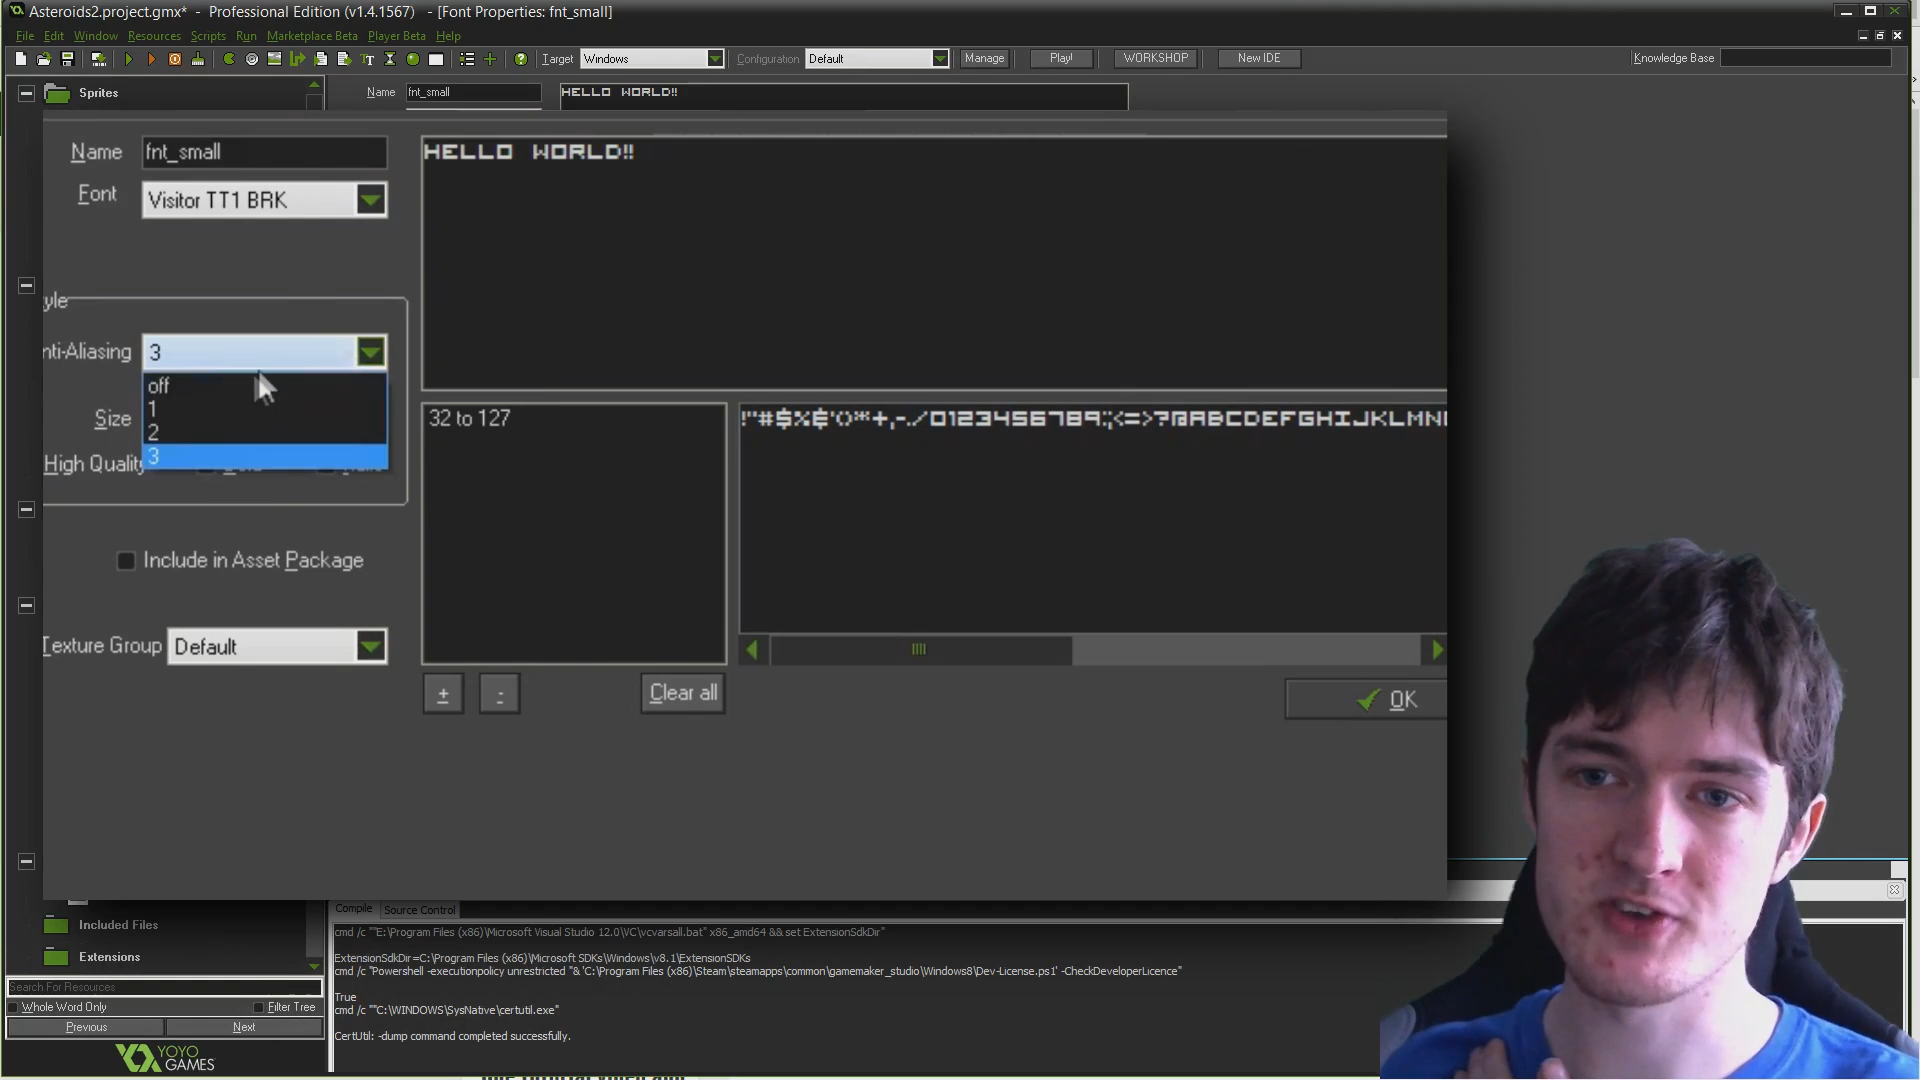 Asteroids2.project.gmx* - Professional Edition (v1.4.1567) - [Font Properties: fnt_small]
File Edit Window Resources Scripts Run Marketplace Beta Player Beta Help
Target Windows Configuration Default Manage Play! WORKSHOP New IDE Knowledge Base
Sprites
Name fnt_small HELLO WORLD!!
Name fnt_small HELLO WORLD!!
Font Visitor TT1 BRK
yle
nti-Aliasing 3
off
1
2
3
Size
High Quality
32 to 127 !"#$%&'()*+,-./0123456789:;<=>?@ABCDEFGHIJKLMN
Include in Asset Package
Texture Group Default
+ - Clear all
OK
Included Files
Extensions
Search For Resources
Whole Word Only Filter Tree
Previous Next
YOYO
GAMES
Compile Source Control
cmd /c ""E:\Program Files (x86)\Microsoft Visual Studio 12.0\VC\vcvarsall.bat" x86_amd64 && set ExtensionSdkDir"
ExtensionSdkDir=C:\Program Files (x86)\Microsoft SDKs\Windows\v8.1\ExtensionSDKs
cmd /c "Powershell -executionpolicy unrestricted "& 'C:\Program Files (x86)\Steam\steamapps\common\gamemaker_studio\Windows8\Dev-License.ps1' -CheckDeveloperLicence"
True
cmd /c ""C:\WINDOWS\SysNative\certutil.exe"
CertUtil: -dump command completed successfully.